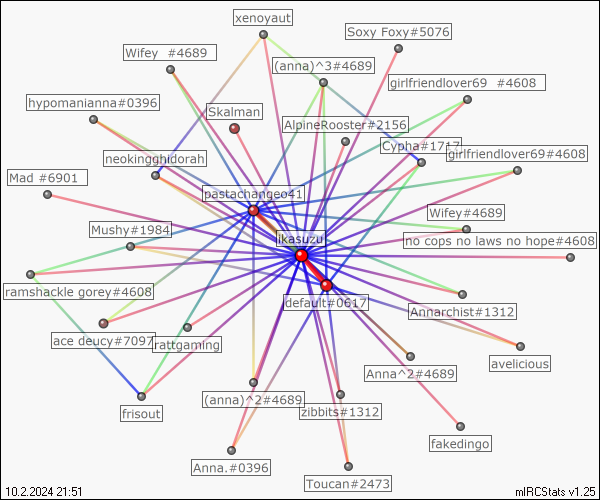 xenoyaut
Soxy Foxy#5076
Wifey  #4689
(anna)^3#4689
girlfriendlover69  #4608
hypomanianna#0396
Skalman
AlpineRooster#2156
Cypha#1717
neokingghidorah
girlfriendlover69#4608
Mad #6901
pastachangeo41
Wifey#4689
Mushy#1984
ikasuzu
no cops no laws no hope#4608
ramshackle gorey#4608
default#0617
Annarchist#1312
ace deucy#7097
rattgaming
avelicious
Anna^2#4689
(anna)^2#4689
frisout
zibbits#1312
fakedingo
Anna.#0396
Toucan#2473
10.2.2024 21:51
mIRCStats v1.25